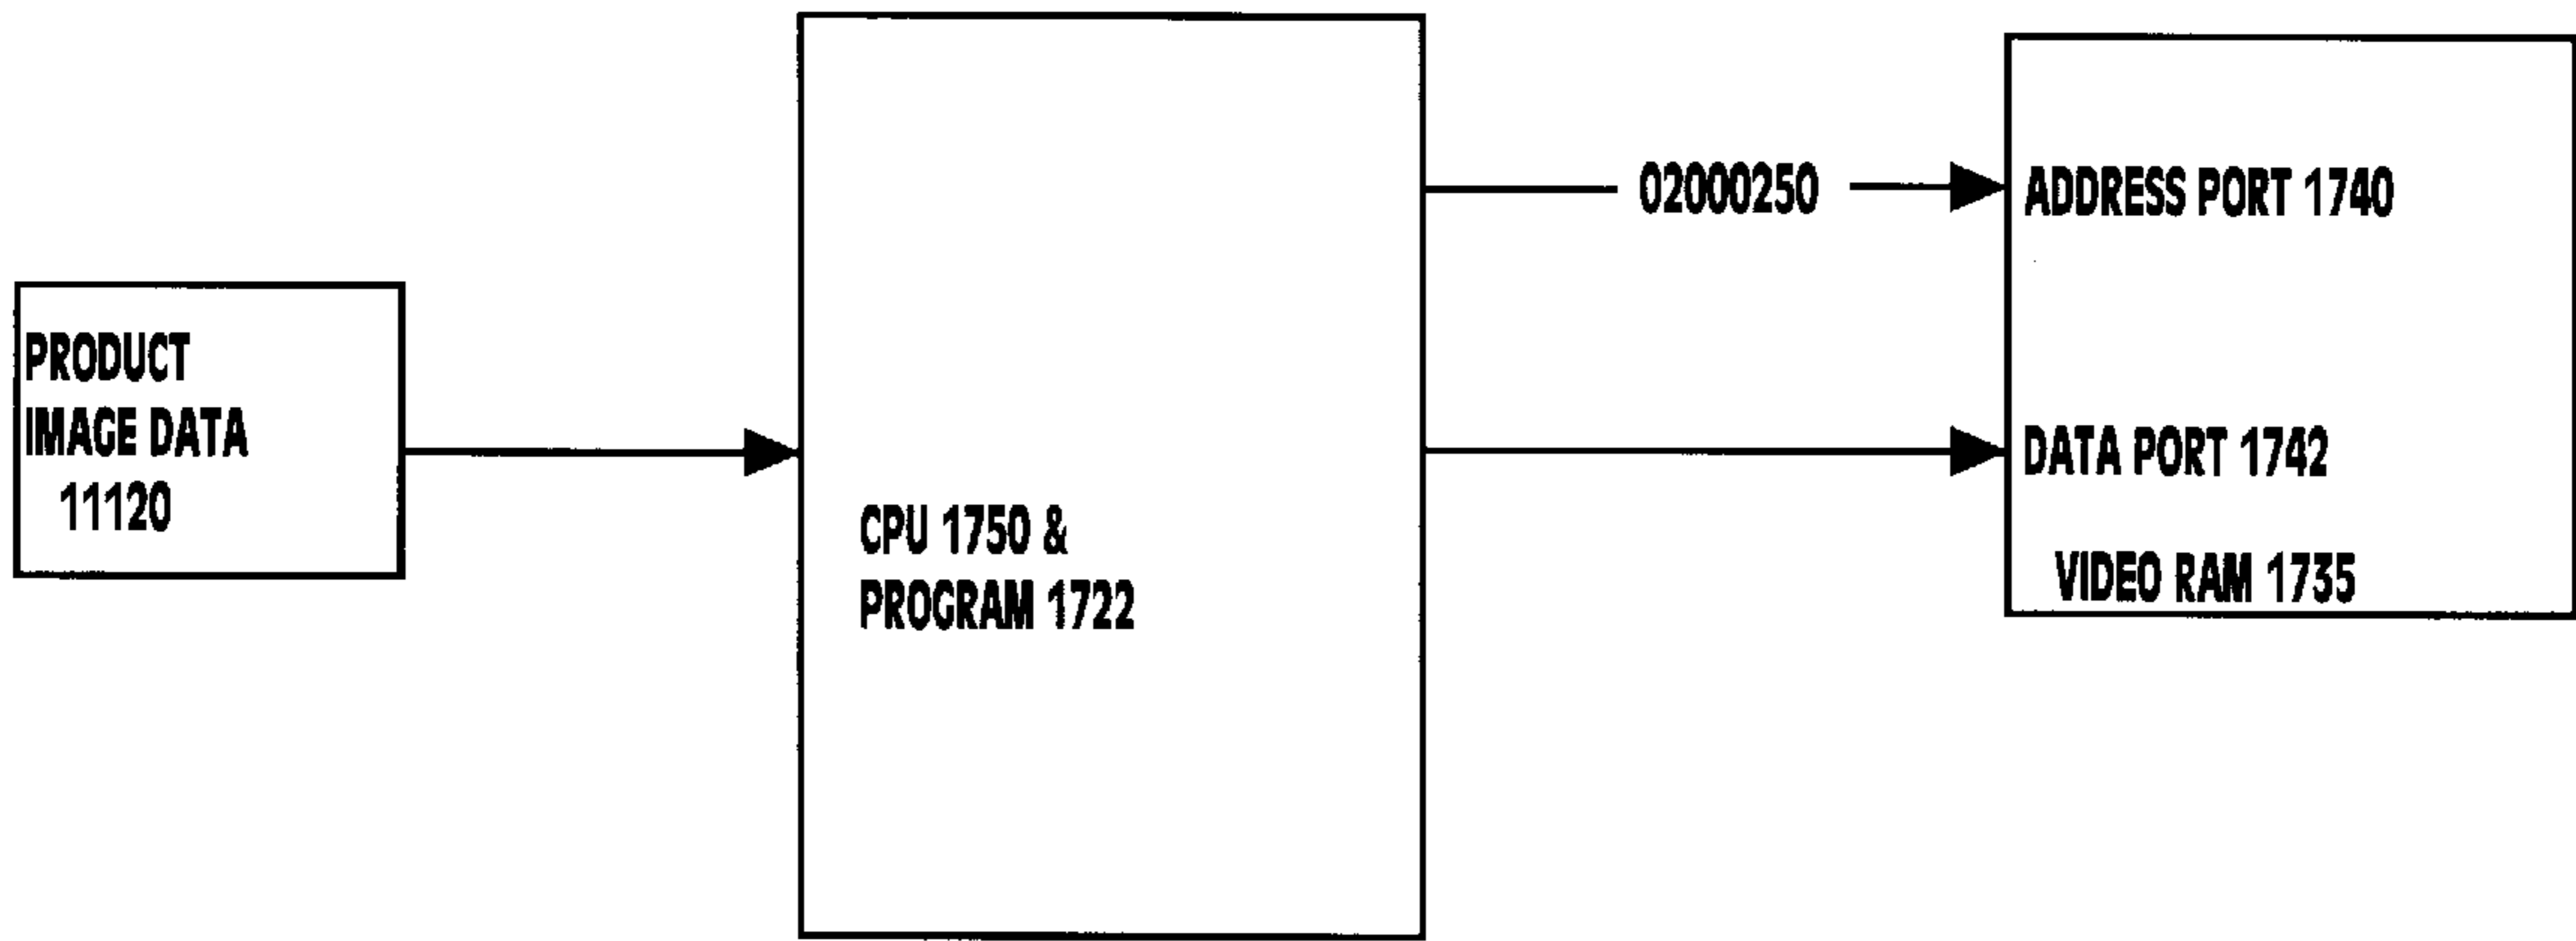 PRODUCT
IMAGE DATA
11120
CPU 1750 &
PROGRAM 1722
02000250
ADDRESS PORT 1740
DATA PORT 1742
VIDEO RAM 1735